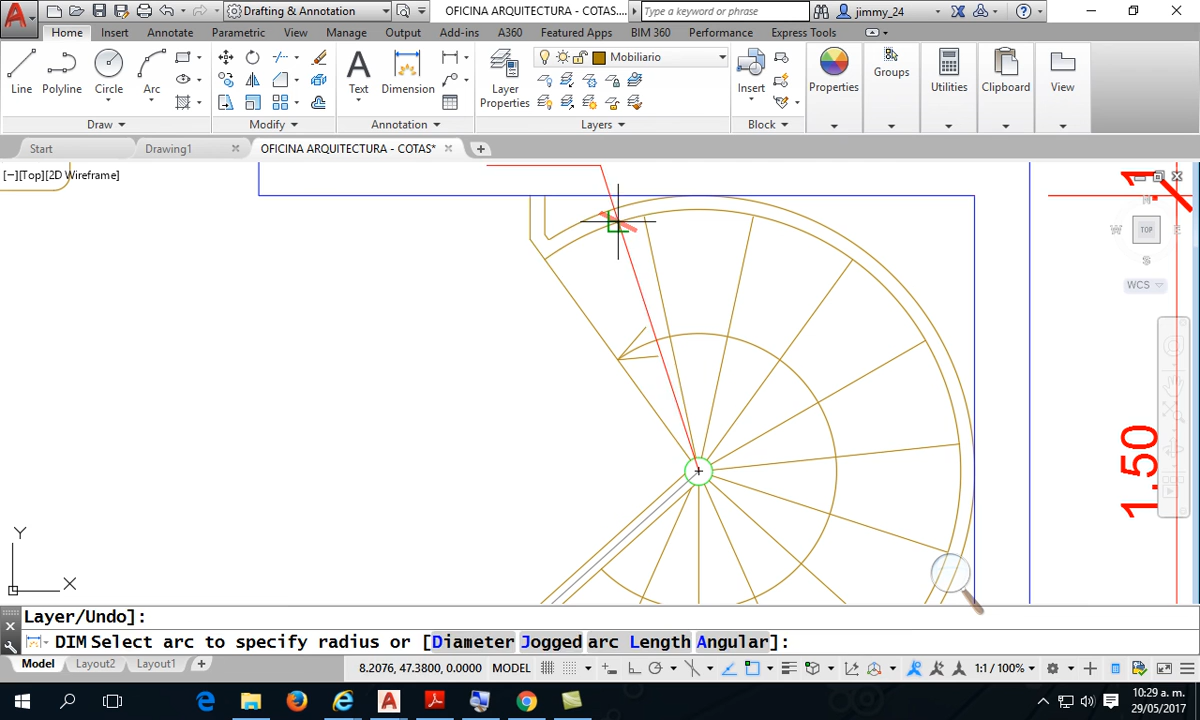 Drafting & Annotation
OFICINA ARQUITECTURA - COTAS....
Type a keyword or phrase
jimmy_24
Home Insert Annotate Parametric View Manage Output Add-ins A360 Featured Apps BIM 360 Performance Express Tools
Mobiliario
Line Polyline Circle Arc
Text Dimension
Layer Properties
Insert
Properties Groups Utilities Clipboard View
Draw Modify Annotation Layers Block
Start Drawing1 OFICINA ARQUITECTURA - COTAS*
[−][Top][2D Wireframe]
.1
W TOP E
S
WCS
1.50
Y
X
Layer/Undo]:
DIM Select arc to specify radius or [Diameter Jogged arc Length Angular]:
Model Layout2 Layout1
8.2076, 47.3800, 0.0000 MODEL
1:1 / 100%
10:29 a. m.
29/05/2017